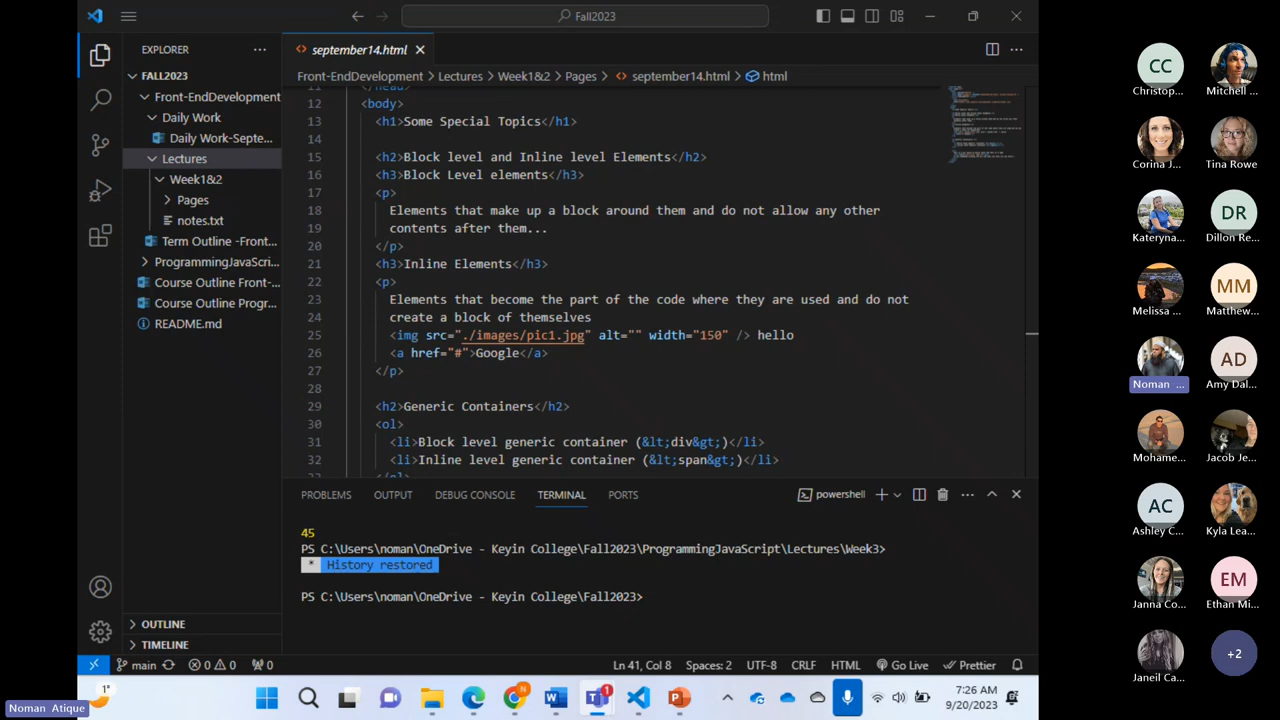 Fall2023
EXPLORER
september14.html
FALL2023
Front-EndDevelopment > Lectures > Week1&2 > Pages > september14.html > html
Front-EndDevelopment
Daily Work
Daily Work-Septe...
Lectures
Week1&2
Pages
notes.txt
Term Outline -Front...
ProgrammingJavaScri...
Course Outline Front-...
Course Outline Progr...
README.md
OUTLINE
TIMELINE
11 </head>
12 <body>
13 <h1>Some Special Topics</h1>
14
15 <h2>Block level and Inline level Elements</h2>
16 <h3>Block Level elements</h3>
17 <p>
18 Elements that make up a block around them and do not allow any other
19 contents after them...
20 </p>
21 <h3>Inline Elements</h3>
22 <p>
23 Elements that become the part of the code where they are used and do not
24 create a block of themselves
25 <img src="./images/pic1.jpg" alt="" width="150" /> hello
26 <a href="#">Google</a>
27 </p>
28
29 <h2>Generic Containers</h2>
30 <ol>
31 <li>Block level generic container (&lt;div&gt;)</li>
32 <li>Inline level generic container (&lt;span&gt;)</li>
33 </ol>
PROBLEMS OUTPUT DEBUG CONSOLE TERMINAL PORTS powershell
45
PS C:\Users\noman\OneDrive - Keyin College\Fall2023\ProgrammingJavaScript\Lectures\Week3>
* History restored
PS C:\Users\noman\OneDrive - Keyin College\Fall2023>
main 0 0 0 Ln 41, Col 8 Spaces: 2 UTF-8 CRLF HTML Go Live Prettier
1°
N
1
7:26 AM
9/20/2023
Noman Atique
CC
Christop...
Mitchell ...
Corina J...
Tina Rowe
Kateryna...
DR
Dillon Re...
Melissa ...
MM
Matthew...
Noman ...
AD
Amy Dal...
Mohame...
Jacob Je...
AC
Ashley C...
Kyla Lea...
Janna Co...
EM
Ethan Mi...
Janeil Ca...
+2